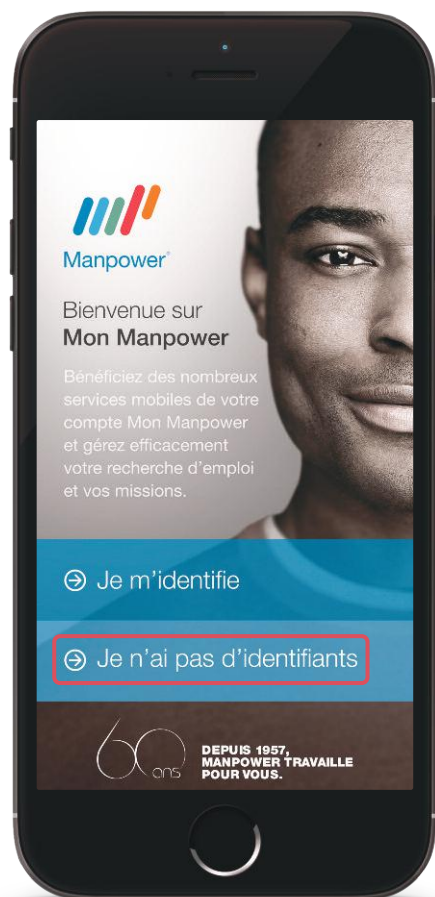 Manpower®
Bienvenue sur
Mon Manpower
Bénéficiez des nombreux
services mobiles de votre
compte Mon Manpower
et gérez efficacement
votre recherche d'emploi
et vos missions.
Je m'identifie
Je n'ai pas d'identifiants
60 ans
DEPUIS 1957,
MANPOWER TRAVAILLE
POUR VOUS.